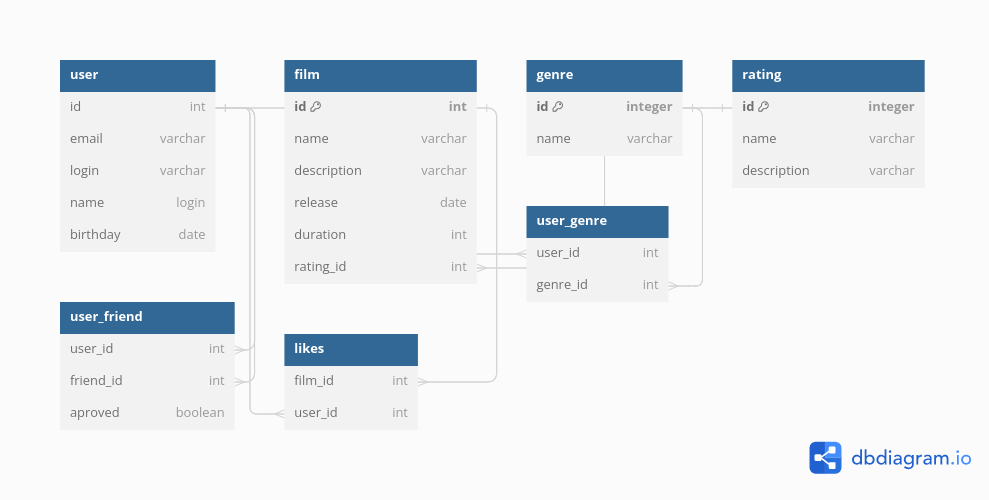 user
id int
email varchar
login varchar
name login
birthday date
film
id int
name varchar
description varchar
release date
duration int
rating_id int
genre
id integer
name varchar
rating
id integer
name varchar
description varchar
user_genre
user_id int
genre_id int
user_friend
user_id int
friend_id int
aproved boolean
likes
film_id int
user_id int
dbdiagram.io